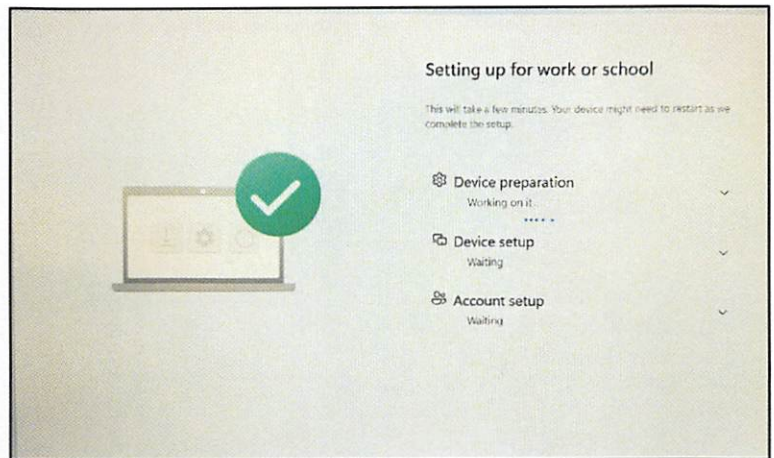 Setting up for work or school
This will take a few minutes. Your device might need to restart as we
complete the setup.
Device preparation
Working on it...
Device setup
Waiting
Account setup
Waiting